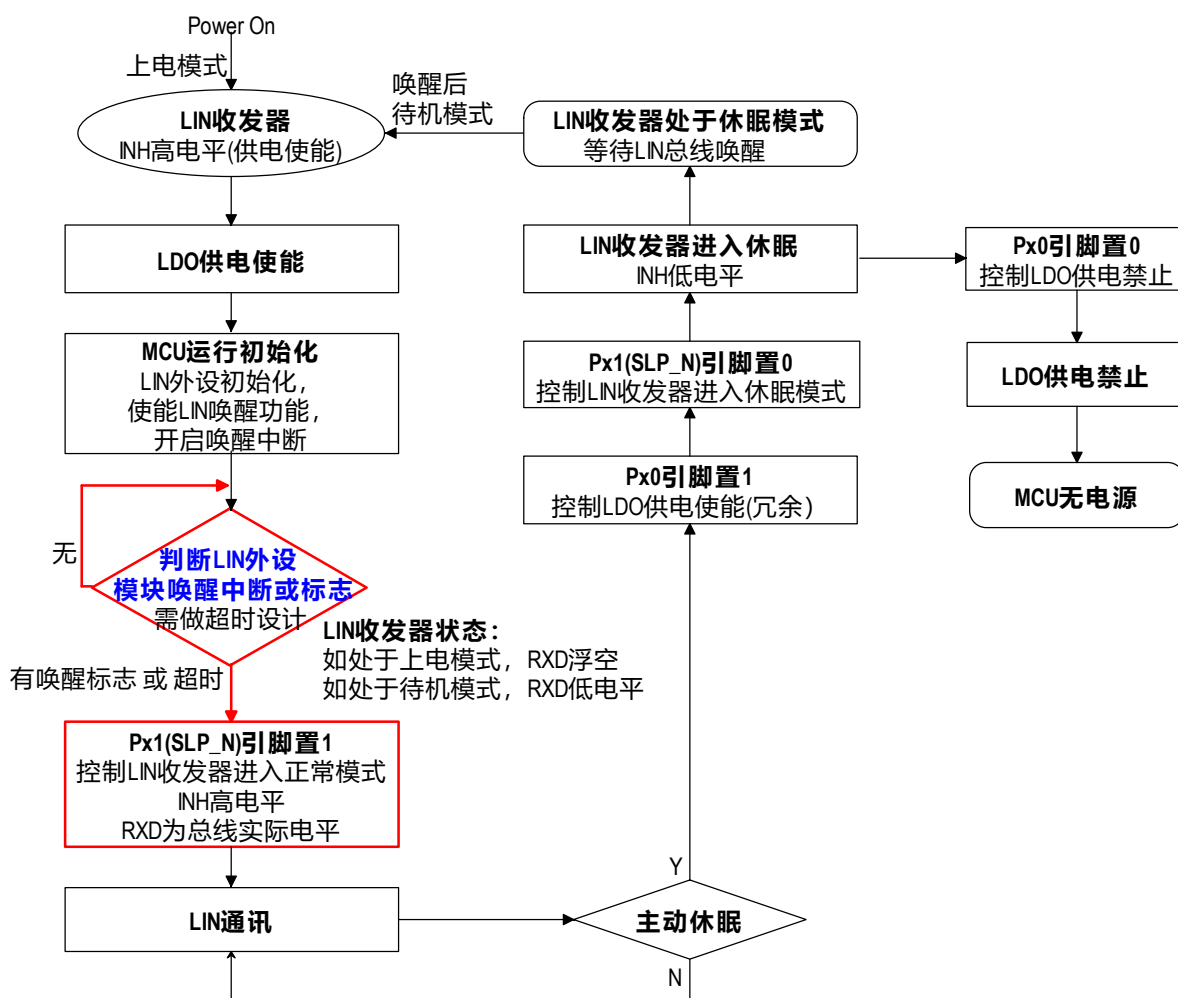 Power On
上电模式
LIN收发器
INH高电平(供电使能)
唤醒后
待机模式
LIN收发器处于休眠模式
等待LIN总线唤醒
LDO供电使能
LIN收发器进入休眠
INH低电平
Px0引脚置0
控制LDO供电禁止
MCU运行初始化
LIN外设初始化，
使能LIN唤醒功能，
开启唤醒中断
Px1(SLP_N)引脚置0
控制LIN收发器进入休眠模式
LDO供电禁止
Px0引脚置1
控制LDO供电使能(冗余）
MCU无电源
无
判断LIN外设
模块唤醒中断或标志
需做超时设计
LIN收发器状态：
如处于上电模式，RXD浮空
如处于待机模式，RXD低电平
有唤醒标志 或 超时
Px1(SLP_N)引脚置1
控制LIN收发器进入正常模式
INH高电平
RXD为总线实际电平
Y
LIN通讯
主动休眠
N